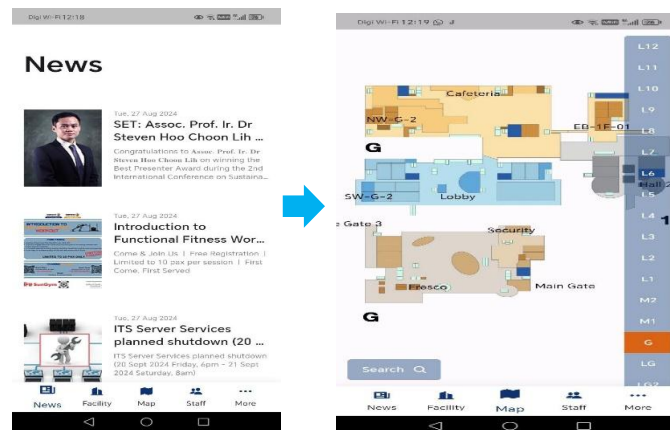 Digi Wi-Fi 12:18
News
Tue, 27 Aug 2024
SET: Assoc. Prof. Ir. Dr
Steven Hoo Choon Lih ...
Congratulations to Assoc. Prof. Ir. Dr
Steven Hoo Choon Lih on winning the
Best Presenter Award during the 2nd
International Conference on Sustaina...
Tue, 27 Aug 2024
Introduction to
Functional Fitness Wor...
Come & Join Us | Free Registration |
Limited to 10 pax per session | First
Come, First Served
Tue, 27 Aug 2024
ITS Server Services
planned shutdown (20 ...
ITS Server Services planned shutdown
(20 Sept 2024 Friday, 6pm – 21 Sept
2024 Saturday, 8am)
News Facility Map Staff More
Digi Wi-Fi 12:19
Cafeteria
NW-G-2
EB-1F-01
G
Hall 2
SW-G-2 Lobby
e Gate 3
Security
1
Fresco
Main Gate
G
L12
L11
L10
L9
L8
L7
L6
L5
L4
L3
L2
L1
M2
M1
G
LG
LG2
Search
News Facility Map Staff More